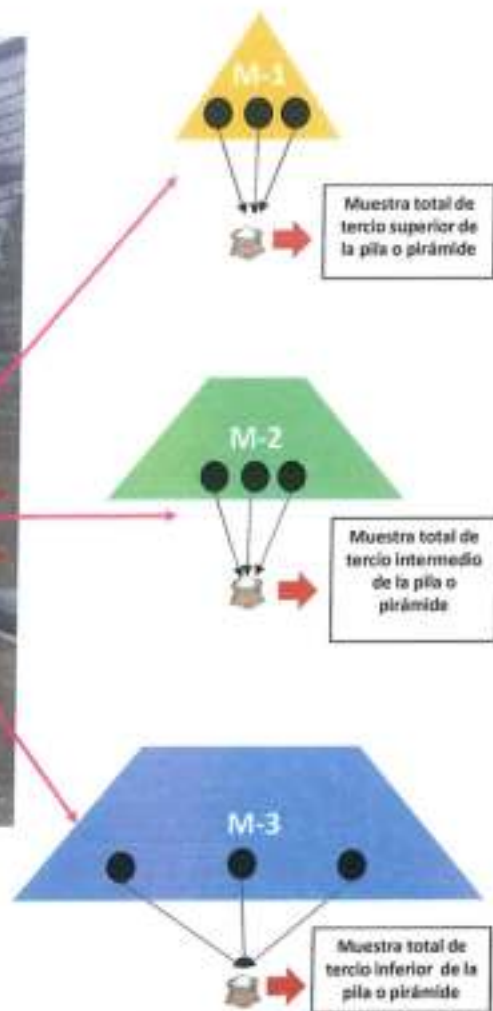 M-1
Muestra total de
tercio superior de
la pila o pirámide
M-2
Muestra total de
tercio intermedio
de la pila o
pirámide
M-3
Muestra total de
tercio inferior de la
pila o pirámide